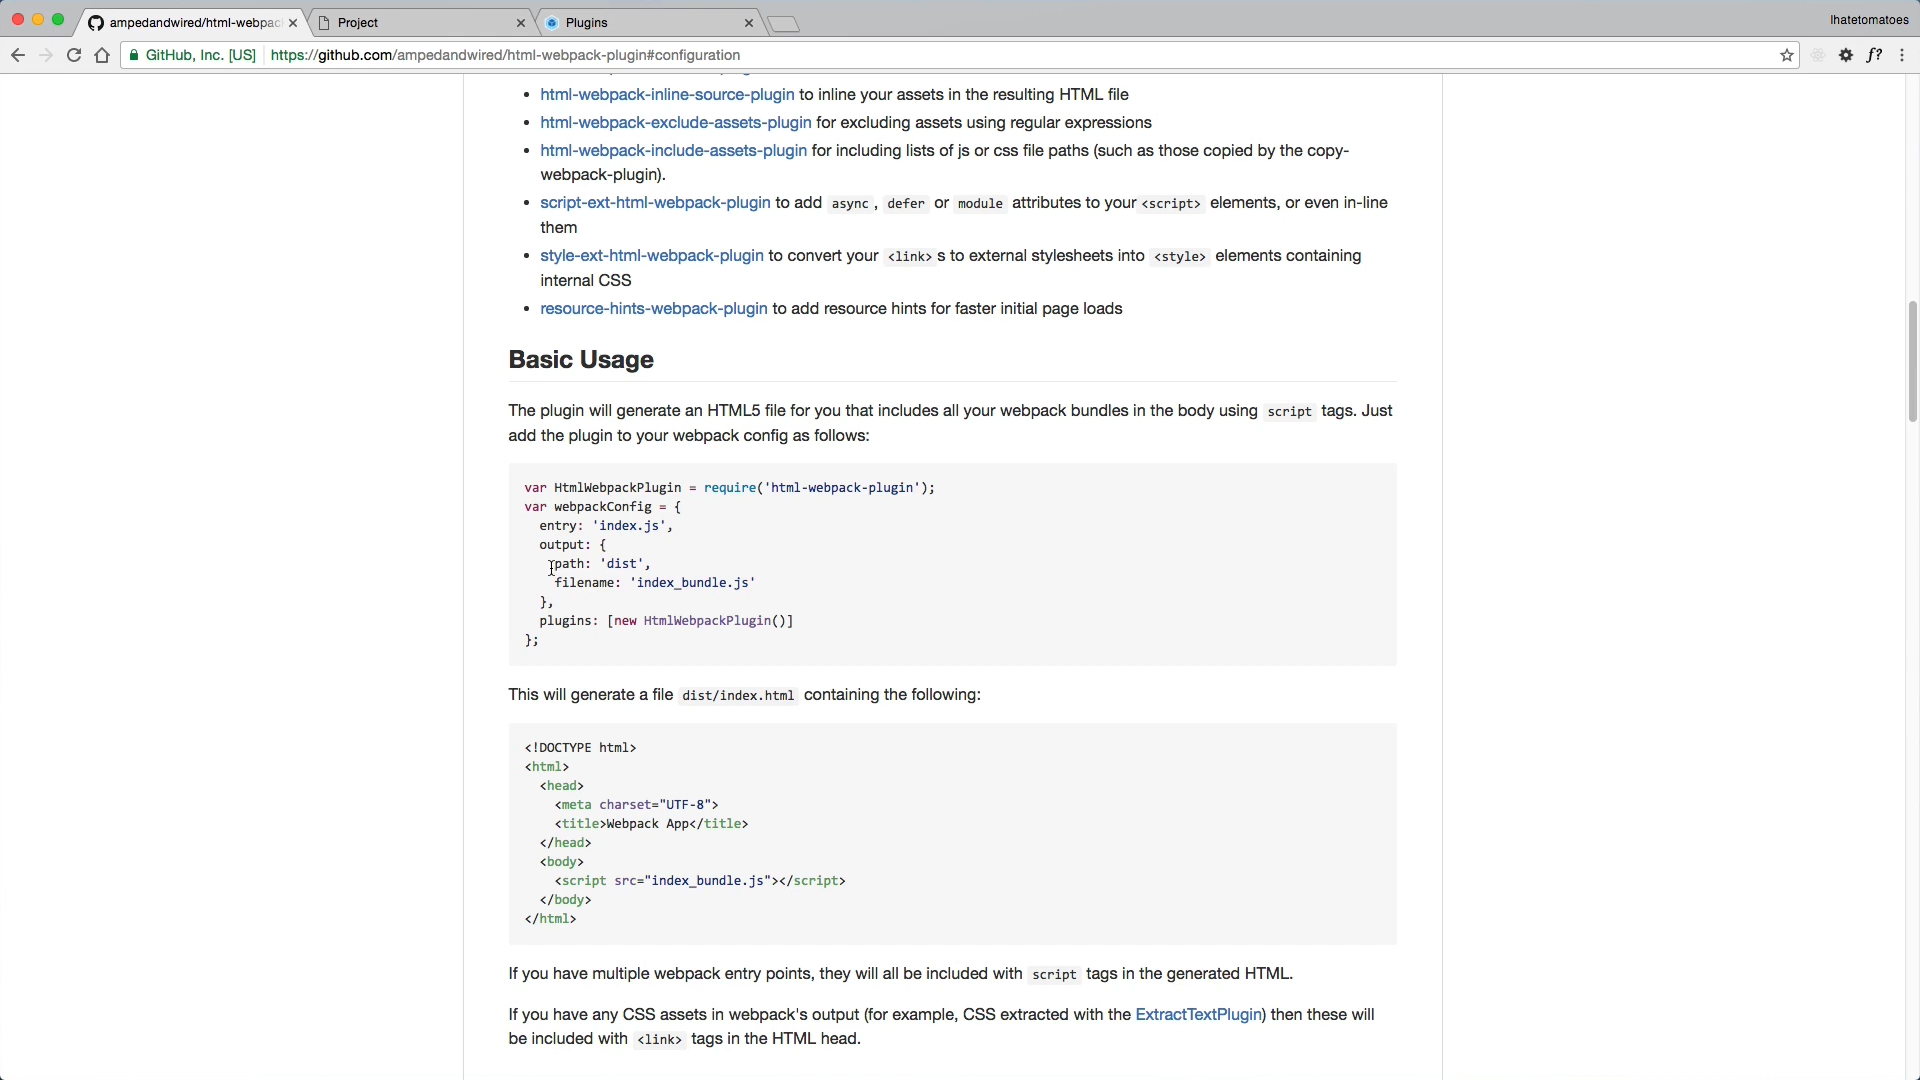 ampedandwired/html-webpac
Project
Plugins
Ihatetomatoes
GitHub, Inc. [US] https://github.com/ampedandwired/html-webpack-plugin#configuration
f?
• html-webpack-inline-source-plugin to inline your assets in the resulting HTML file
• html-webpack-exclude-assets-plugin for excluding assets using regular expressions
• html-webpack-include-assets-plugin for including lists of js or css file paths (such as those copied by the copy-
webpack-plugin).
• script-ext-html-webpack-plugin to add async , defer or module attributes to your <script> elements, or even in-line
them
• style-ext-html-webpack-plugin to convert your <link> s to external stylesheets into <style> elements containing
internal CSS
• resource-hints-webpack-plugin to add resource hints for faster initial page loads
Basic Usage
The plugin will generate an HTML5 file for you that includes all your webpack bundles in the body using script tags. Just
add the plugin to your webpack config as follows:
var HtmlWebpackPlugin = require('html-webpack-plugin');
var webpackConfig = {
entry: 'index.js',
output: {
path: 'dist',
filename: 'index_bundle.js'
},
plugins: [new HtmlWebpackPlugin()]
};
This will generate a file dist/index.html containing the following:
<!DOCTYPE html>
<html>
<head>
<meta charset="UTF-8">
<title>Webpack App</title>
</head>
<body>
<script src="index_bundle.js"></script>
</body>
</html>
If you have multiple webpack entry points, they will all be included with script tags in the generated HTML.
If you have any CSS assets in webpack's output (for example, CSS extracted with the ExtractTextPlugin) then these will
be included with <link> tags in the HTML head.